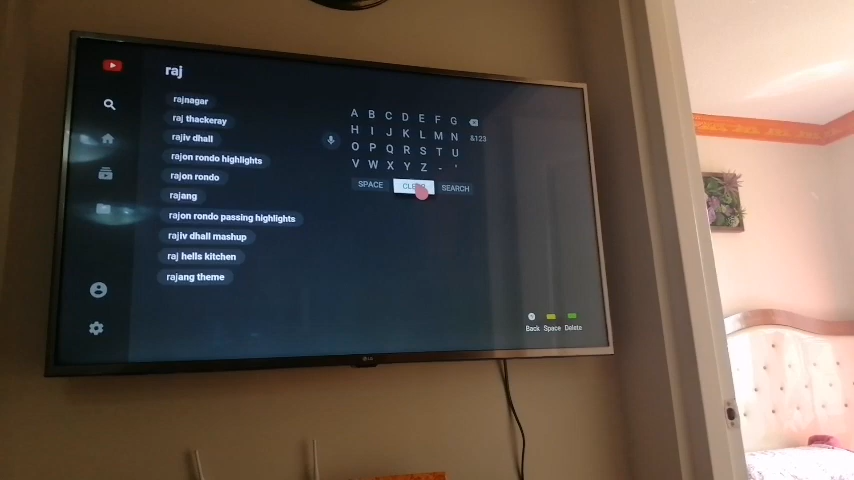 raj
rajnagar
raj thackeray
rajiv dhall
rajon rondo highlights
rajon rondo
rajang
rajon rondo passing highlights
rajiv dhall mashup
raj hells kitchen
rajang theme
A B C D E F G
H I J K L M N &123
O P Q R S T U
V W X Y Z - '
SPACE CLEAR SEARCH
Back Space Delete
LG